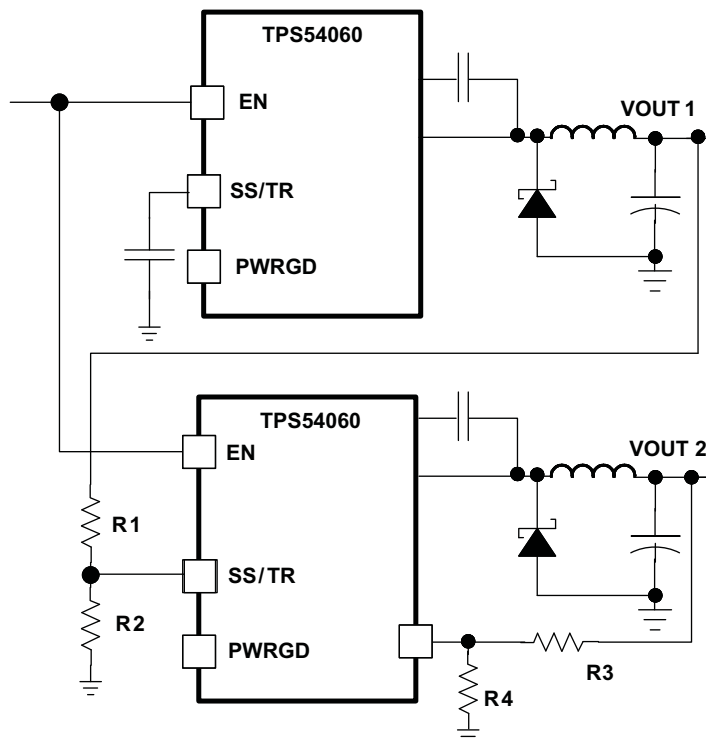 TPS54060
EN
VOUT 1
SS/TR
PWRGD
TPS54060
EN
VOUT 2
R1
SS/TR
R2
PWRGD
R3
R4